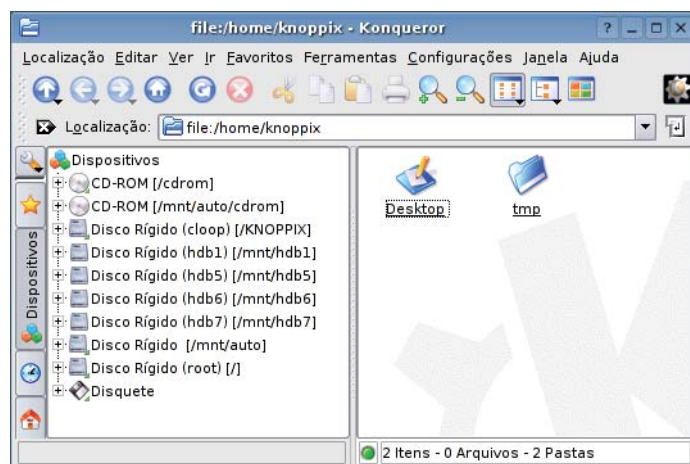 file:/home/knoppix - Konqueror
Localização Editar Ver Ir Favoritos Ferramentas Configurações Janela Ajuda
Localização: file:/home/knoppix
Dispositivos
Dispositivos
CD-ROM [/cdrom]
CD-ROM [/mnt/auto/cdrom]
Disco Rígido (cloop) [/KNOPPIX]
Disco Rígido (hdb1) [/mnt/hdb1]
Disco Rígido (hdb5) [/mnt/hdb5]
Disco Rígido (hdb6) [/mnt/hdb6]
Disco Rígido (hdb7) [/mnt/hdb7]
Disco Rígido [/mnt/auto]
Disco Rígido (root) [/]
Disquete
Desktop tmp
2 Itens - 0 Arquivos - 2 Pastas